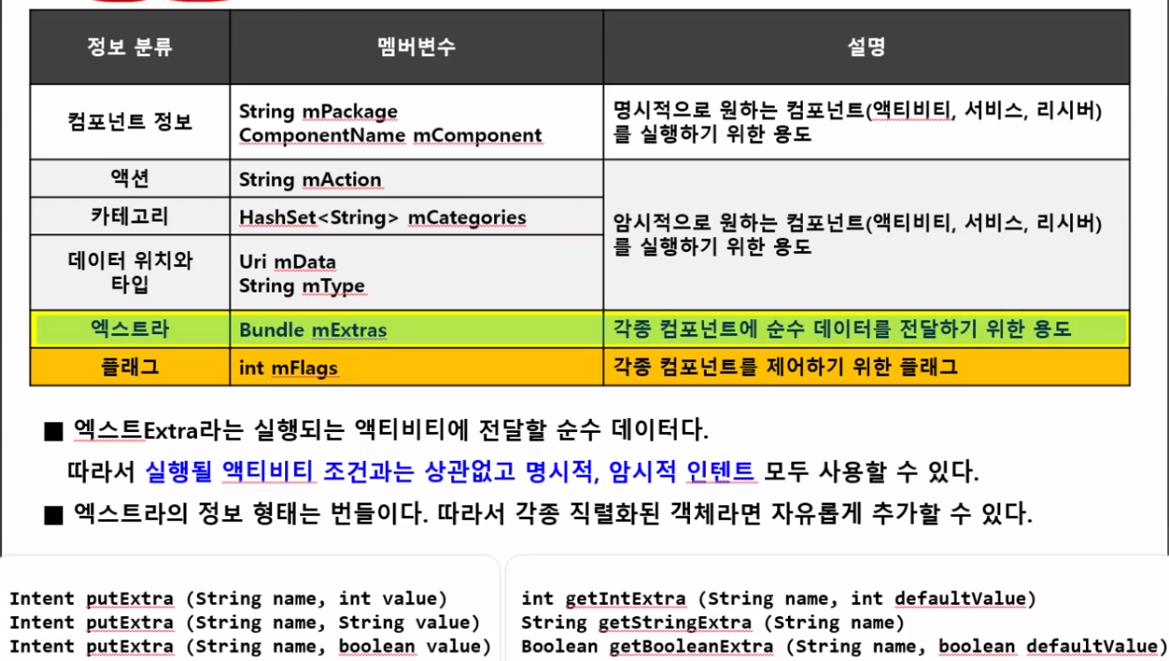 정보 분류
멤버변수
설명
컴포넌트 정보
String mPackage
ComponentName mComponent
명시적으로 원하는 컴포넌트(액티비티, 서비스, 리시버)
를 실행하기 위한 용도
액션
String mAction
카테고리
HashSet<String> mCategories
데이터 위치와
타입
Uri mData
String mType
암시적으로 원하는 컴포넌트(액티비티, 서비스, 리시버)
를 실행하기 위한 용도
엑스트라
Bundle mExtras
각종 컴포넌트에 순수 데이터를 전달하기 위한 용도
플래그
int mFlags
각종 컴포넌트를 제어하기 위한 플래그
■ 엑스트Extra라는 실행되는 액티비티에 전달할 순수 데이터다.
따라서 실행될 액티비티 조건과는 상관없고 명시적, 암시적 인텐트 모두 사용할 수 있다.
■ 엑스트라의 정보 형태는 번들이다. 따라서 각종 직렬화된 객체라면 자유롭게 추가할 수 있다.
Intent putExtra (String name, int value)
Intent putExtra (String name, String value)
Intent putExtra (String name, boolean value)
int getIntExtra (String name, int defaultValue)
String getStringExtra (String name)
Boolean getBooleanExtra (String name, boolean defaultValue)